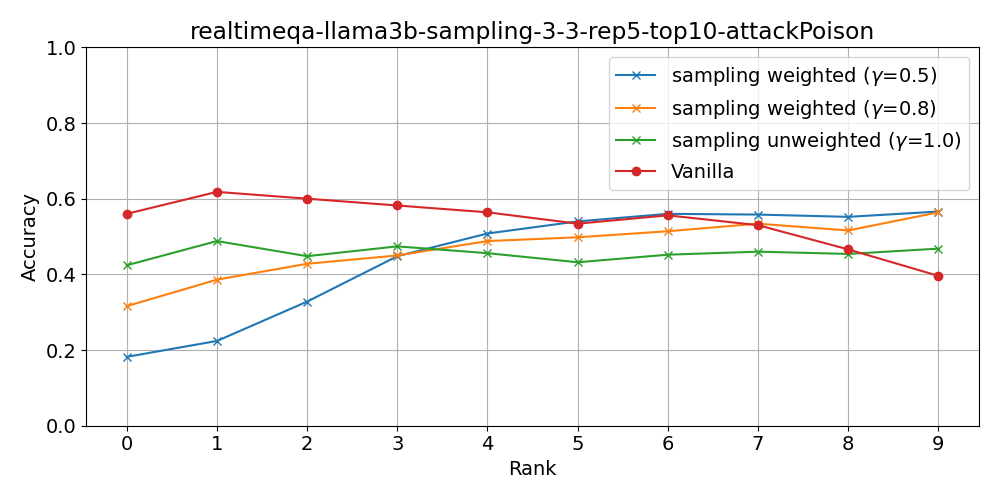 realtimeqa-llama3b-sampling-3-3-rep5-top10-attackPoison
sampling weighted (γ=0.5)
sampling weighted (γ=0.8)
sampling unweighted (γ=1.0)
Vanilla
Accuracy
1.0
0.8
0.6
0.4
0.2
0.0
0 1 2 3 4 5 6 7 8 9
Rank